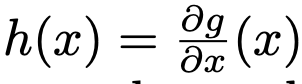 h(x) = ∂g/∂x (x)